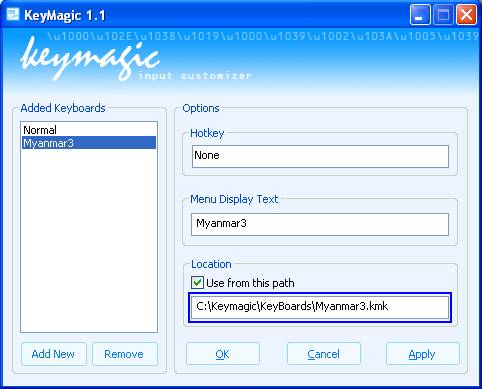 KeyMagic 1.1
\u1000\u102E\u1038\u1019\u1000\u1039\u1002\u103A\u1005\u1039
keymagic
input customizer
Added Keyboards
Normal
Myanmar3
Add New
Remove
Options
Hotkey
None
Menu Display Text
Myanmar3
Location
Use from this path
C:\Keymagic\KeyBoards\Myanmar3.kmk
OK
Cancel
Apply